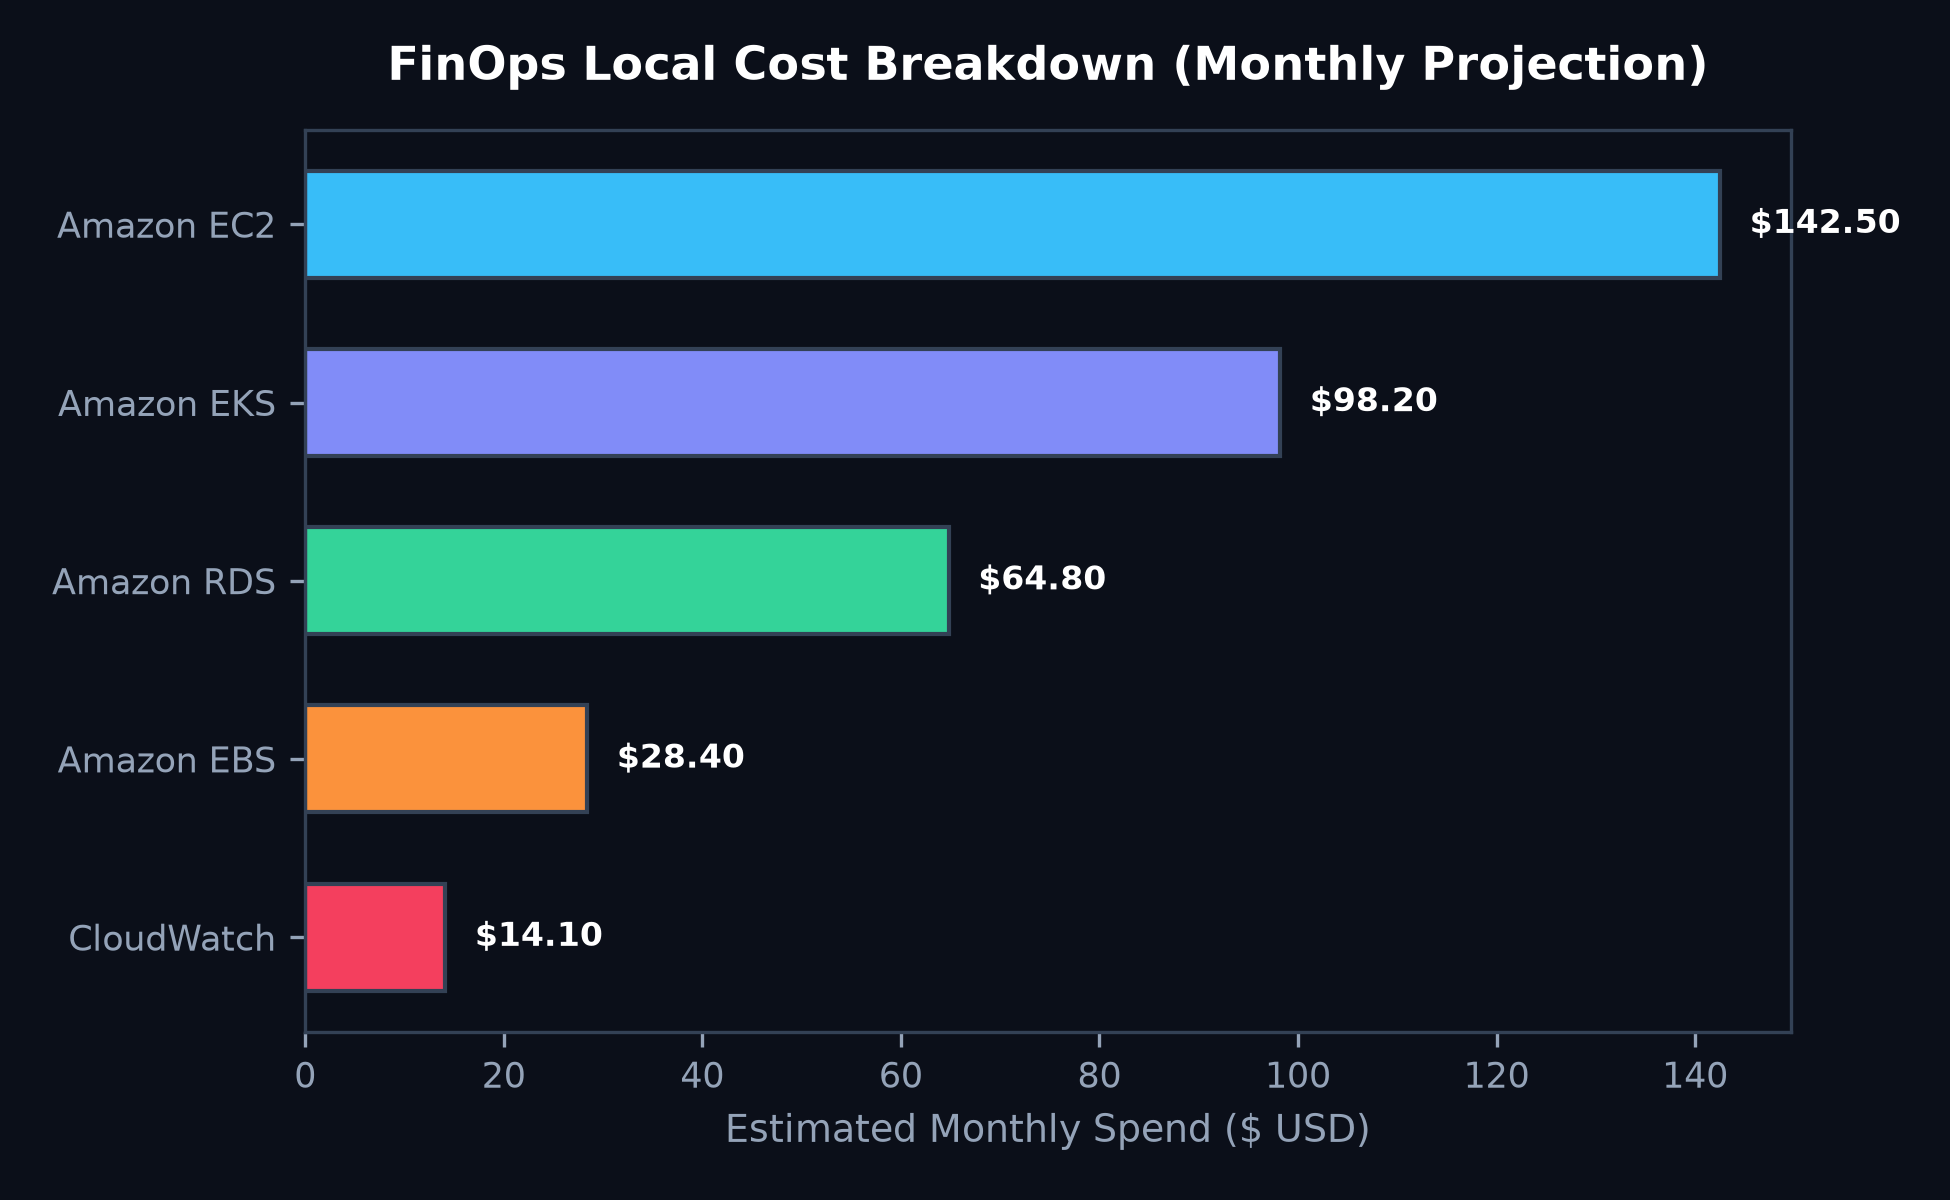 FinOps Local Cost Breakdown (Monthly Projection)
Amazon EC2 $142.50
Amazon EKS $98.20
Amazon RDS $64.80
Amazon EBS $28.40
CloudWatch $14.10
0 20 40 60 80 100 120 140
Estimated Monthly Spend ($ USD)